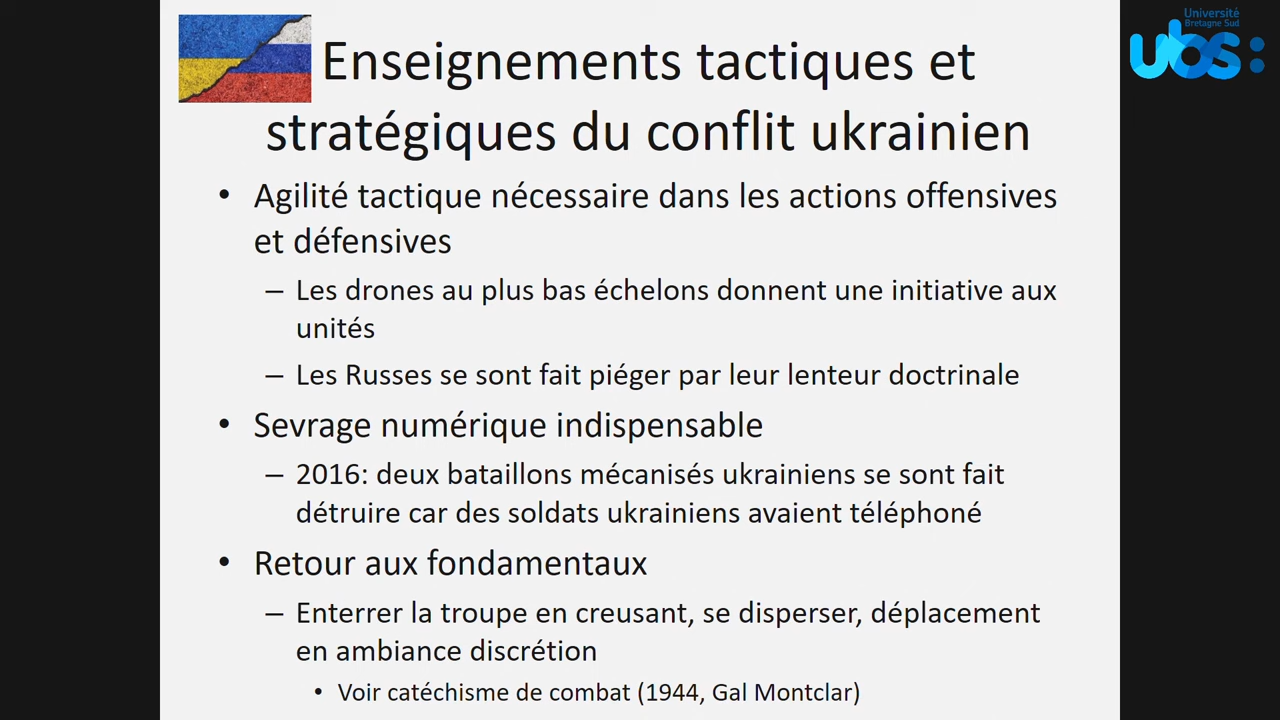 Université
Bretagne Sud
ubs:
Enseignements tactiques et
stratégiques du conflit ukrainien
• Agilité tactique nécessaire dans les actions offensives
et défensives
– Les drones au plus bas échelons donnent une initiative aux
unités
– Les Russes se sont fait piéger par leur lenteur doctrinale
• Sevrage numérique indispensable
– 2016: deux bataillons mécanisés ukrainiens se sont fait
détruire car des soldats ukrainiens avaient téléphoné
• Retour aux fondamentaux
– Enterrer la troupe en creusant, se disperser, déplacement
en ambiance discrétion
• Voir catéchisme de combat (1944, Gal Montclar)